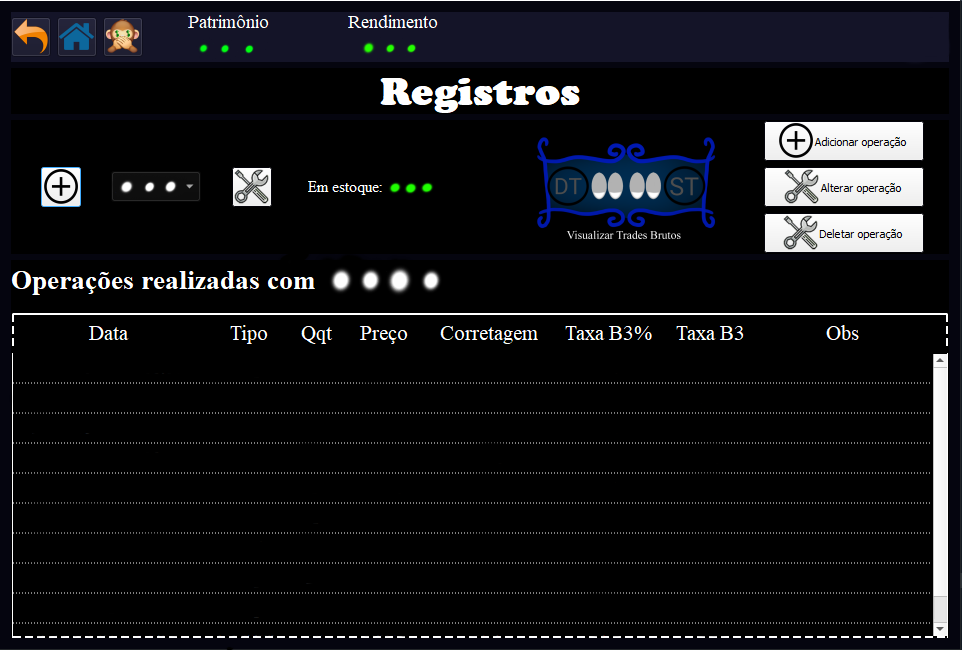 Patrimônio Rendimento
Registros
Adicionar operação
DT ST
Em estoque:
Alterar operação
Visualizar Trades Brutos
Deletar operação
Operações realizadas com
Data Tipo Qqt Preço Corretagem Taxa B3% Taxa B3 Obs